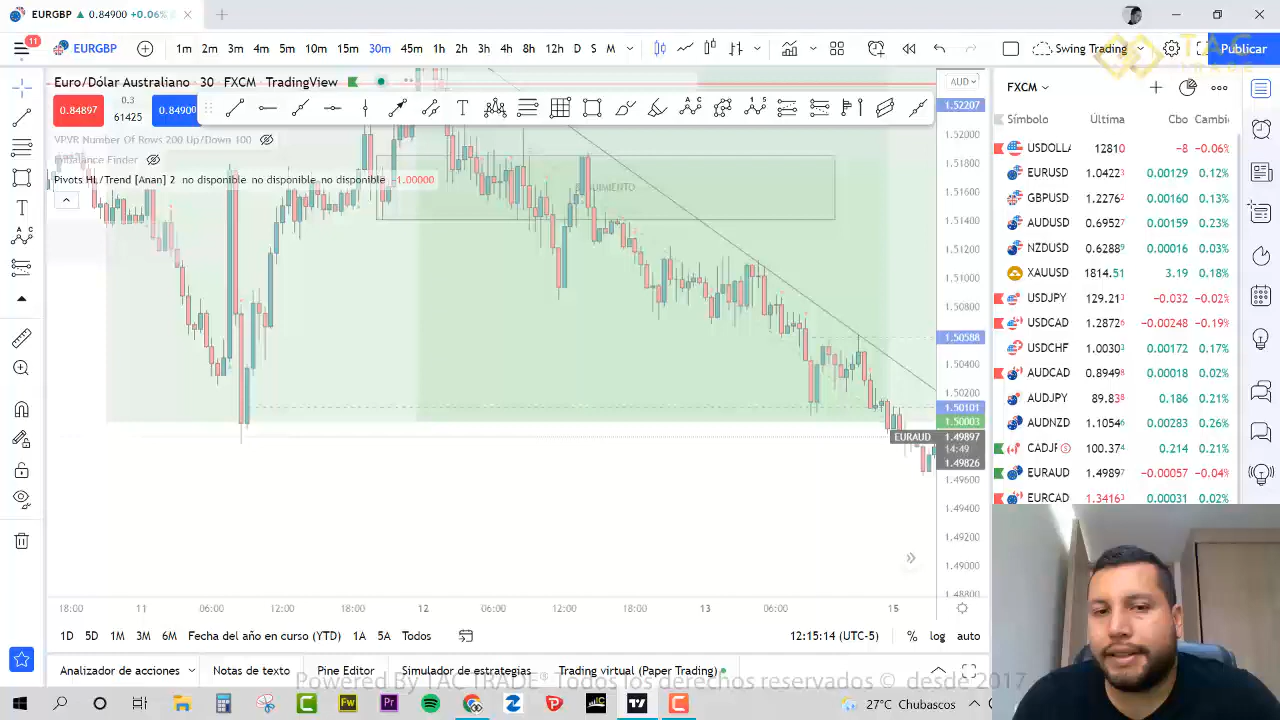 EURGBP ▲ 0.84900 +0.06%
11
EURGBP 1m 2m 3m 4m 5m 10m 15m 30m 45m 1h 2h 3h 4h 8h 12h D S M Swing Trading Publicar
TAC
TRADE
Euro/Dólar Australiano · 30 · FXCM · TradingView
AUD
FXCM
0.84897 0.3 61425 0.84900
VPVR Number Of Rows 200 Up/Down 100
Imbalance Finder
Pivots HL/Trend [Anan] 2 no disponible no disponible no disponible -1.00000
1.52207
1.52000
1.51800
1.51600
1.51400
1.51200
1.51000
1.50800
1.50588
1.50400
1.50200
1.50101
1.50003
EURAUD 1.49897
14:49
1.49826
1.49600
1.49400
1.49200
1.49000
1.48800
Símbolo Última Cbo Cambio
USDOLLA 12810 −8 −0.06%
EURUSD 1.04223 0.00129 0.12%
GBPUSD 1.22762 0.00160 0.13%
AUDUSD 0.69527 0.00159 0.23%
NZDUSD 0.62889 0.00016 0.03%
XAUUSD 1814.51 3.19 0.18%
USDJPY 129.213 −0.032 −0.02%
USDCAD 1.28726 −0.00248 −0.19%
USDCHF 1.00303 0.00172 0.17%
AUDCAD 0.89498 0.00018 0.02%
AUDJPY 89.838 0.186 0.21%
AUDNZD 1.10546 0.00283 0.26%
CADJP 100.374 0.214 0.21%
EURAUD 1.49897 −0.00057 −0.04%
EURCAD 1.34163 0.00031 0.02%
18:00 11 06:00 12:00 18:00 12 06:00 12:00 18:00 13 06:00 15
1D 5D 1M 3M 6M Fecha del año en curso (YTD) 1A 5A Todos 12:15:14 (UTC-5) % log auto
Analizador de acciones Notas de texto Pine Editor Simulador de estrategias Trading virtual (Paper Trading)
Powered By TAC TRADE® Todos los derechos reservados © desde 2017
27°C Chubascos